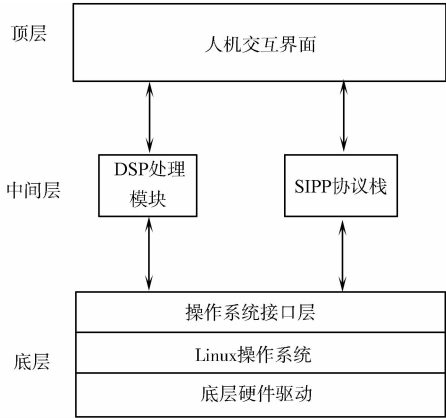 顶层
人机交互界面
中间层
DSP处理
模块
SIPP协议栈
底层
操作系统接口层
Linux操作系统
底层硬件驱动